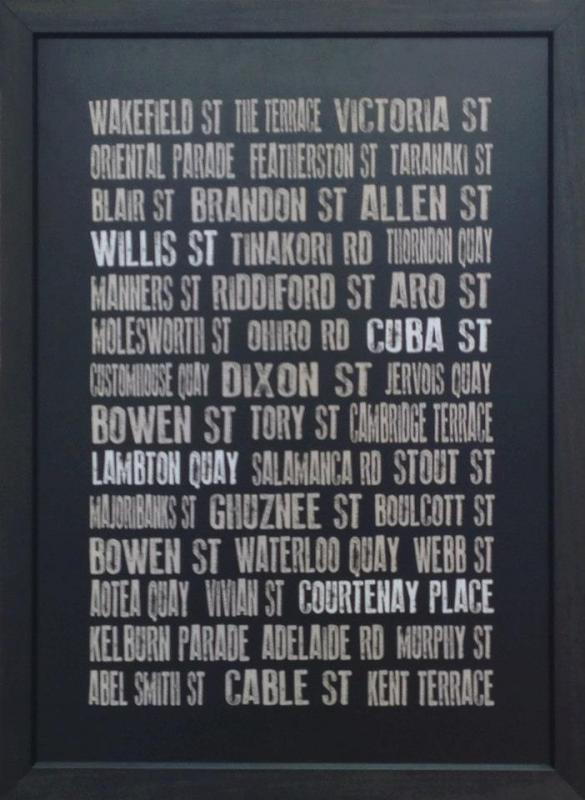 WAKEFIELD ST THE TERRACE VICTORIA ST
ORIENTAL PARADE FEATHERSTON ST TARANAKI ST
BLAIR ST BRANDON ST ALLEN ST
WILLIS ST TINAKORI RD THORNDON QUAY
MANNERS ST RIDDIFORD ST ARO ST
MOLESWORTH ST OHIRO RD CUBA ST
CUSTOMHOUSE QUAY DIXON ST JERVOIS QUAY
BOWEN ST TORY ST CAMBRIDGE TERRACE
LAMBTON QUAY SALAMANCA RD STOUT ST
MAJORIBANKS ST GHUZNEE ST BOULCOTT ST
BOWEN ST WATERLOO QUAY WEBB ST
AOTEA QUAY VIVIAN ST COURTENAY PLACE
KELBURN PARADE ADELAIDE RD MURPHY ST
ABEL SMITH ST CABLE ST KENT TERRACE